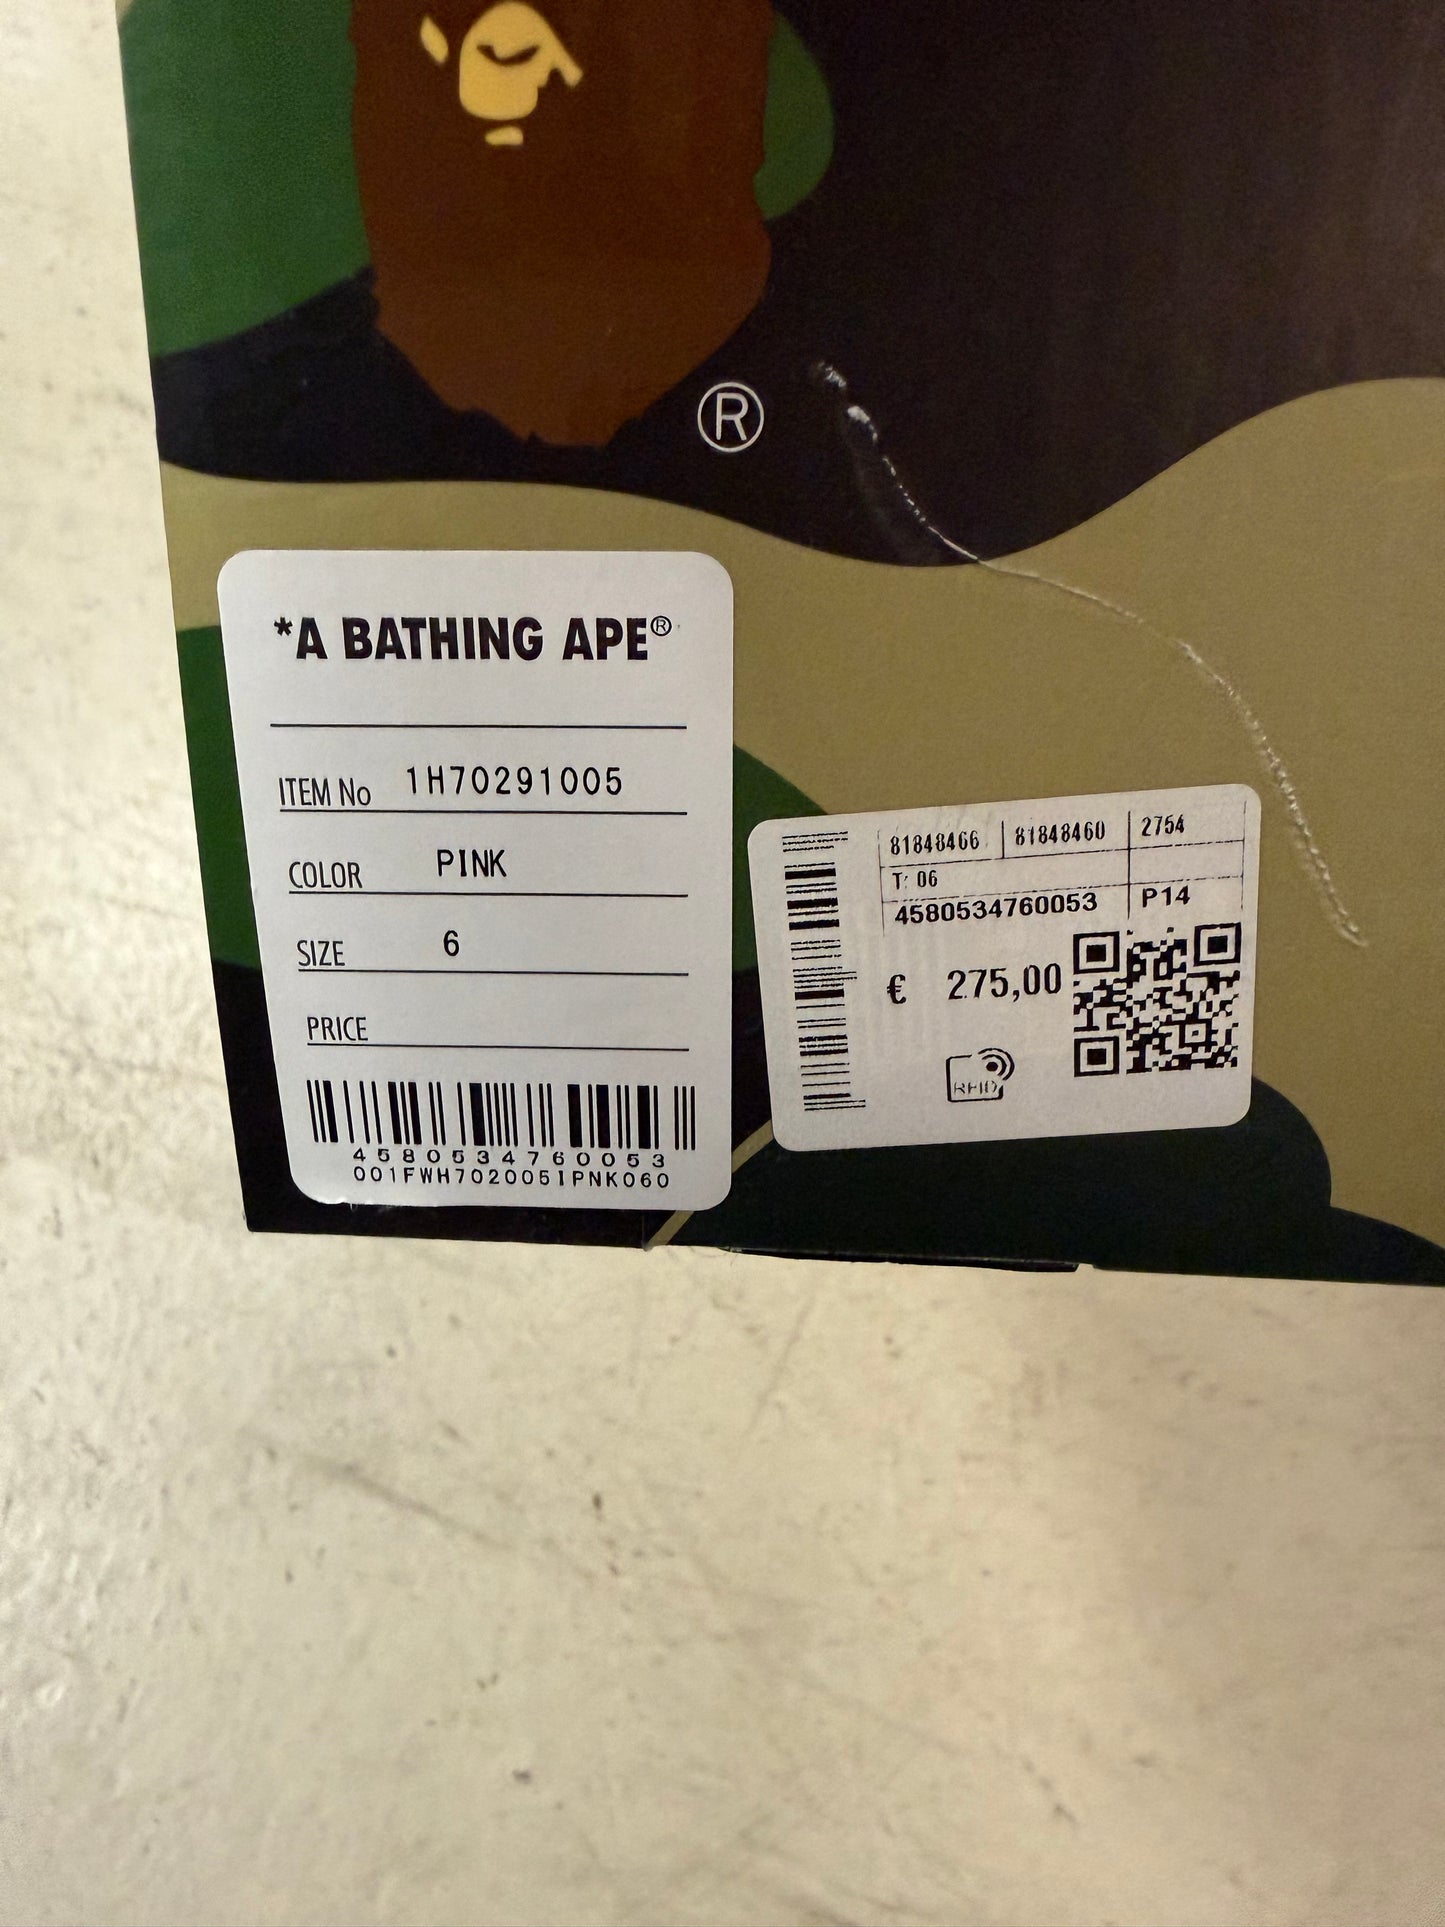 ®
*A BATHING APE®
ITEM No 1H70291005
COLOR PINK
SIZE 6
PRICE
4580534760053
001FWH7020051PNK060
81848466 81848460 2754
T: 06
4580534760053 P14
€ 275,00
RFID